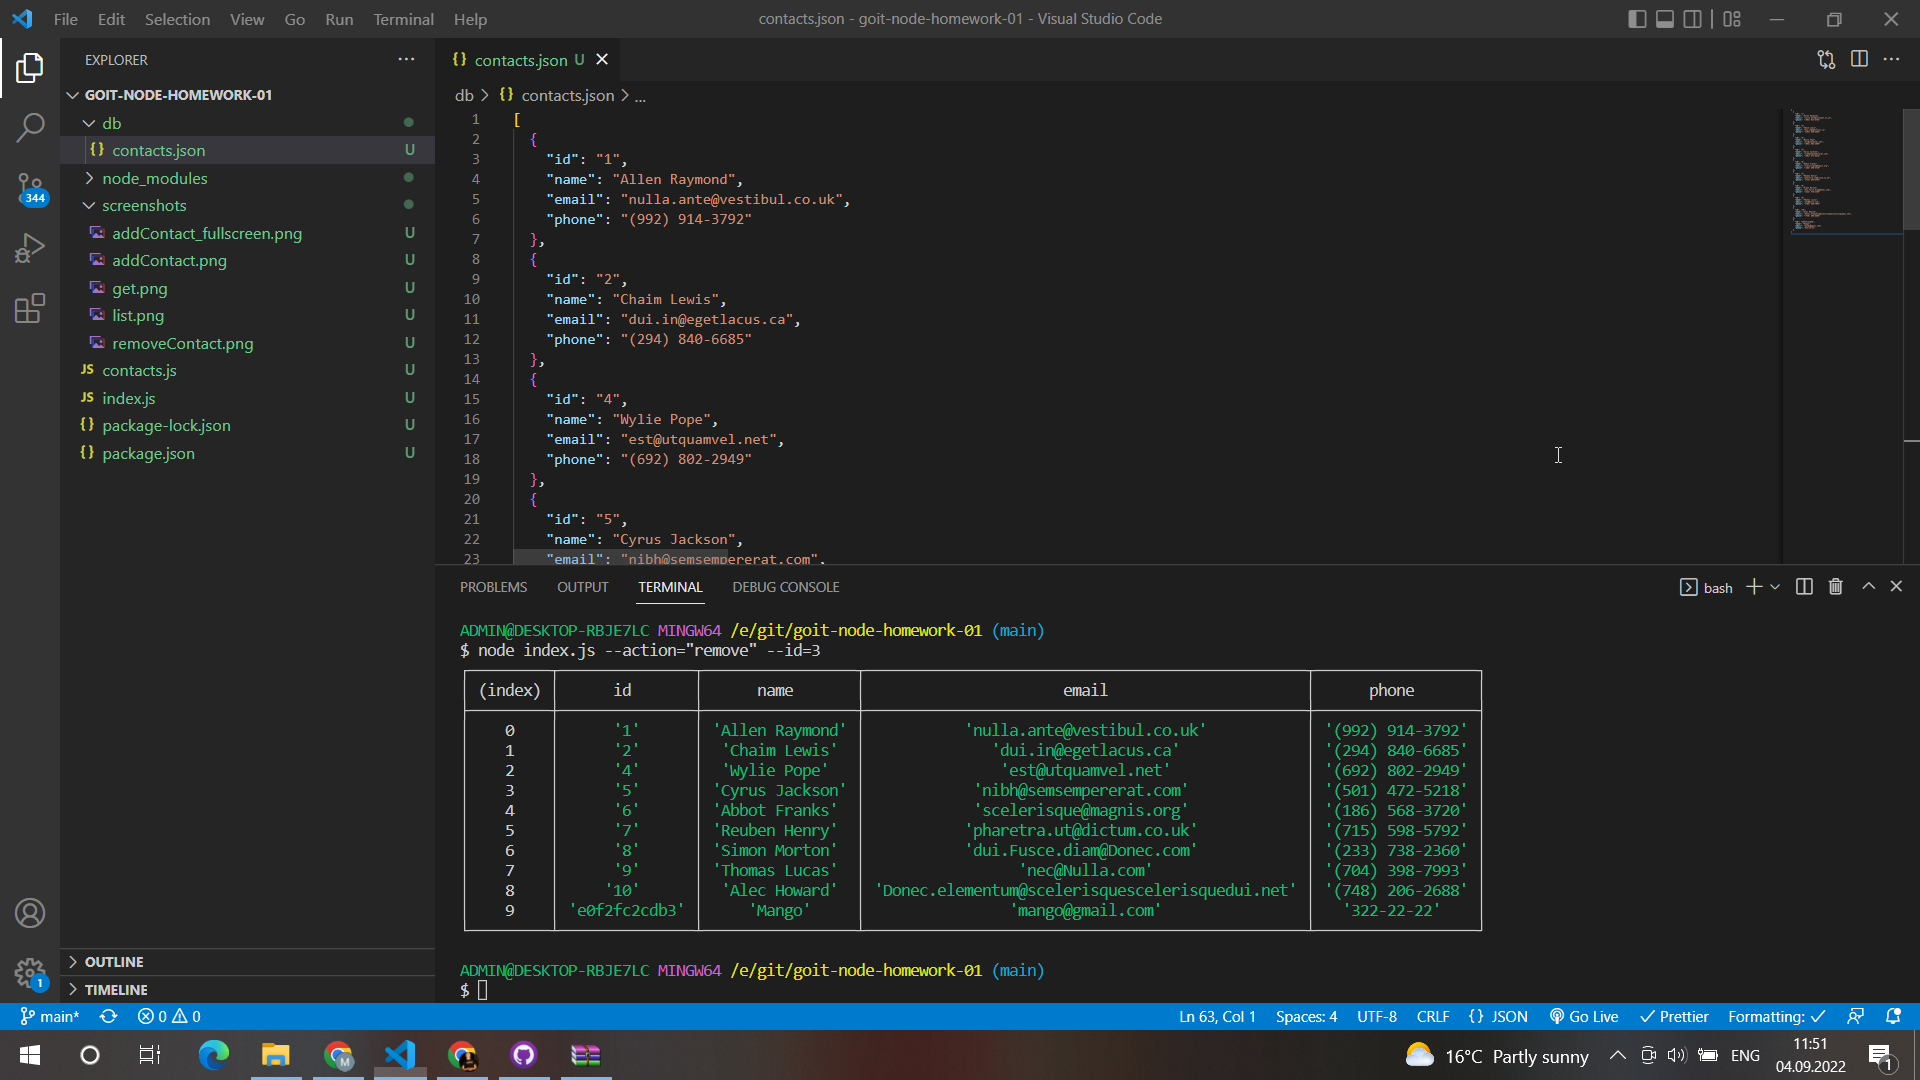 File Edit Selection View Go Run Terminal Help
contacts.json - goit-node-homework-01 - Visual Studio Code
EXPLORER
GOIT-NODE-HOMEWORK-01
db
{} contacts.json U
node_modules
screenshots
addContact_fullscreen.png U
addContact.png U
get.png U
list.png U
removeContact.png U
JS contacts.js U
JS index.js U
{} package-lock.json U
{} package.json U
344
OUTLINE
TIMELINE
1
{} contacts.json U
db > {} contacts.json > ...
1 [
2 {
3 "id": "1",
4 "name": "Allen Raymond",
5 "email": "nulla.ante@vestibul.co.uk",
6 "phone": "(992) 914-3792"
7 },
8 {
9 "id": "2",
10 "name": "Chaim Lewis",
11 "email": "dui.in@egetlacus.ca",
12 "phone": "(294) 840-6685"
13 },
14 {
15 "id": "4",
16 "name": "Wylie Pope",
17 "email": "est@utquamvel.net",
18 "phone": "(692) 802-2949"
19 },
20 {
21 "id": "5",
22 "name": "Cyrus Jackson",
23 "email": "nibh@semsempererat.com",
PROBLEMS OUTPUT TERMINAL DEBUG CONSOLE
bash
ADMIN@DESKTOP-RBJE7LC MINGW64 /e/git/goit-node-homework-01 (main)
$ node index.js --action="remove" --id=3
(index) id name email phone
0 '1' 'Allen Raymond' 'nulla.ante@vestibul.co.uk' '(992) 914-3792'
1 '2' 'Chaim Lewis' 'dui.in@egetlacus.ca' '(294) 840-6685'
2 '4' 'Wylie Pope' 'est@utquamvel.net' '(692) 802-2949'
3 '5' 'Cyrus Jackson' 'nibh@semsempererat.com' '(501) 472-5218'
4 '6' 'Abbot Franks' 'scelerisque@magnis.org' '(186) 568-3720'
5 '7' 'Reuben Henry' 'pharetra.ut@dictum.co.uk' '(715) 598-5792'
6 '8' 'Simon Morton' 'dui.Fusce.diam@Donec.com' '(233) 738-2360'
7 '9' 'Thomas Lucas' 'nec@Nulla.com' '(704) 398-7993'
8 '10' 'Alec Howard' 'Donec.elementum@scelerisquescelerisquedui.net' '(748) 206-2688'
9 'e0f2fc2cdb3' 'Mango' 'mango@gmail.com' '322-22-22'
ADMIN@DESKTOP-RBJE7LC MINGW64 /e/git/goit-node-homework-01 (main)
$
main* 0 0
Ln 63, Col 1 Spaces: 4 UTF-8 CRLF {} JSON Go Live Prettier Formatting:
M
16°C Partly sunny
ENG
11:51
04.09.2022
1